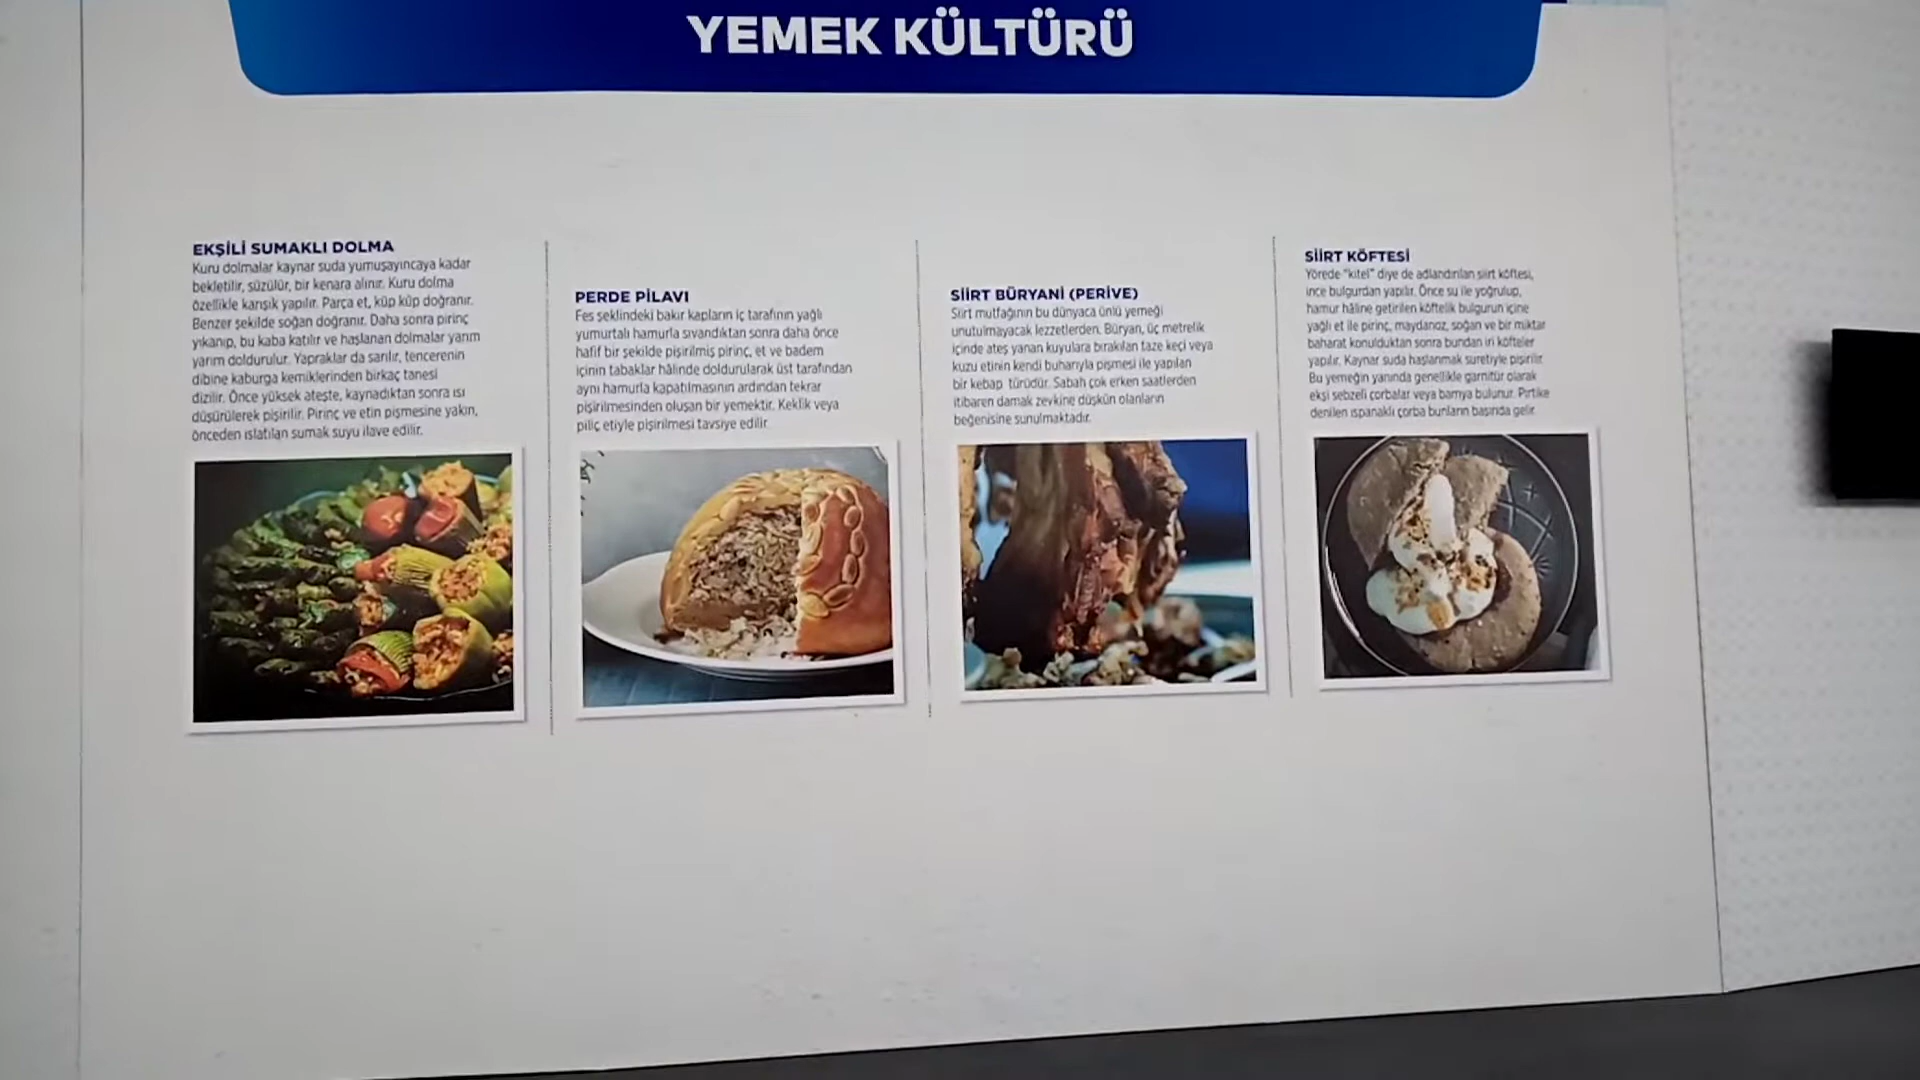 YEMEK KÜLTÜRÜ
EKŞİLİ SUMAKLI DOLMA
Kuru dolmalar kaynar suda yumuşayıncaya kadar
bekletilir, süzülür, bir kenara alınır. Kuru dolma
özellikle karışık yapılır. Parça et, küp küp doğranır.
Benzer şekilde soğan doğranır. Daha sonra pirinç
yıkanıp, bu kaba katılır ve haşlanan dolmalar yarım
yarım doldurulur. Yapraklar da sarılır, tencerenin
dibine kaburga kemiklerinden birkaç tanesi
dizilir. Önce yüksek ateşte, kaynadıktan sonra ısı
düşürülerek pişirilir. Pirinç ve etin pişmesine yakın,
önceden ıslatılan sumak suyu ilave edilir.
PERDE PİLAVI
Fes şeklindeki bakır kapların iç tarafının yağlı
yumurtalı hamurla sıvandıktan sonra daha önce
hafif bir şekilde pişirilmiş pirinç, et ve badem
içinin tabaklar hâlinde doldurularak üst tarafından
aynı hamurla kapatılmasının ardından tekrar
pişirilmesinden oluşan bir yemektir. Keklik veya
piliç etiyle pişirilmesi tavsiye edilir.
SİİRT BÜRYANİ (PERİVE)
Siirt mutfağının bu dünyaca ünlü yemeği
unutulmayacak lezzetlerden. Büryan, üç metrelik
içinde ateş yanan kuyulara bırakılan taze keçi veya
kuzu etinin kendi buharıyla pişmesi ile yapılan
bir kebap türüdür. Sabah çok erken saatlerden
itibaren damak zevkine düşkün olanların
beğenisine sunulmaktadır.
SİİRT KÖFTESİ
Yörede "kitel" diye de adlandırılan siirt köftesi,
ince bulgurdan yapılır. Önce su ile yoğrulup,
hamur hâline getirilen köftelik bulgurun içine
yağlı et ile pirinç, maydanoz, soğan ve bir miktar
baharat konulduktan sonra bundan iri köfteler
yapılır. Kaynar suda haşlanmak suretiyle pişirilir.
Bu yemeğin yanında genellikle garnitür olarak
ekşi sebzeli çorbalar veya bamya bulunur. Pırtike
denilen ıspanaklı çorba bunların başında gelir.